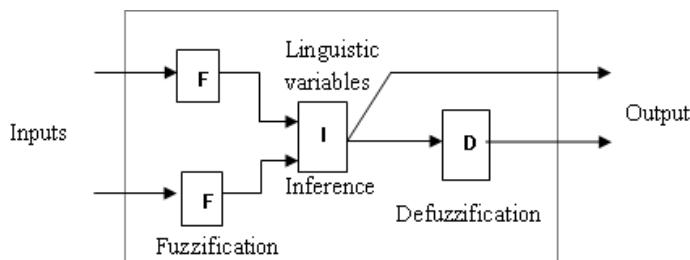 Linguistic
variables
F
Inputs
I
D
Output
Inference
F
Defuzzification
Fuzzification